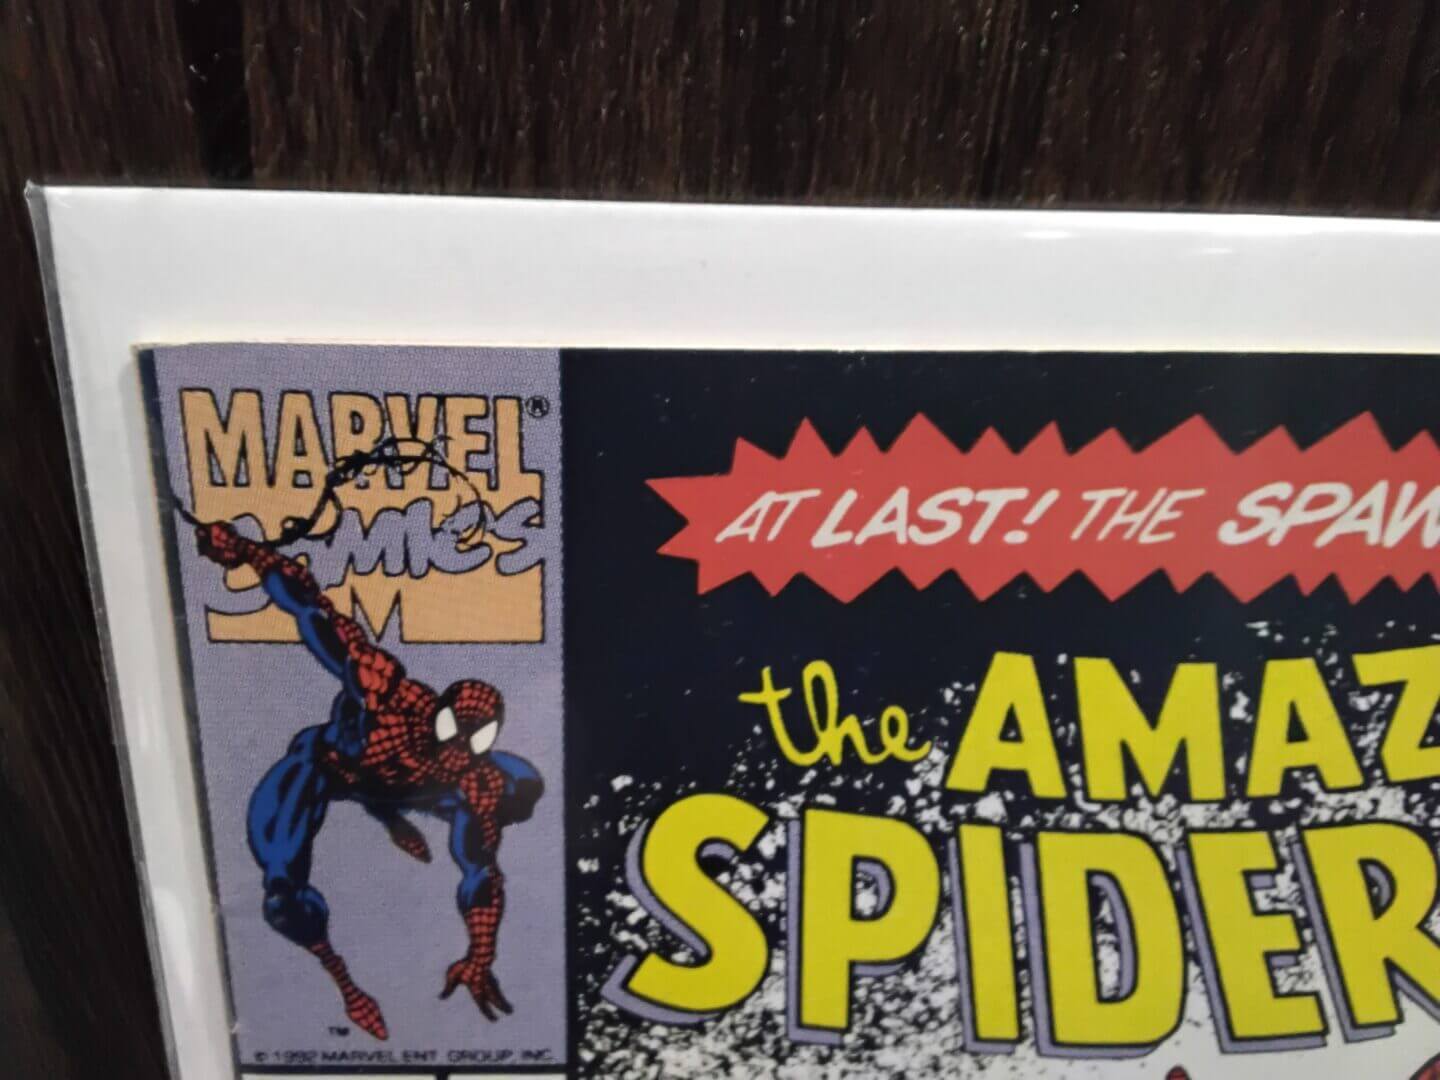 MARVEL®
COMICS
AT LAST! THE SPAW
the AMAZ
SPIDER
TM
© 1992 MARVEL ENT. GROUP, INC.